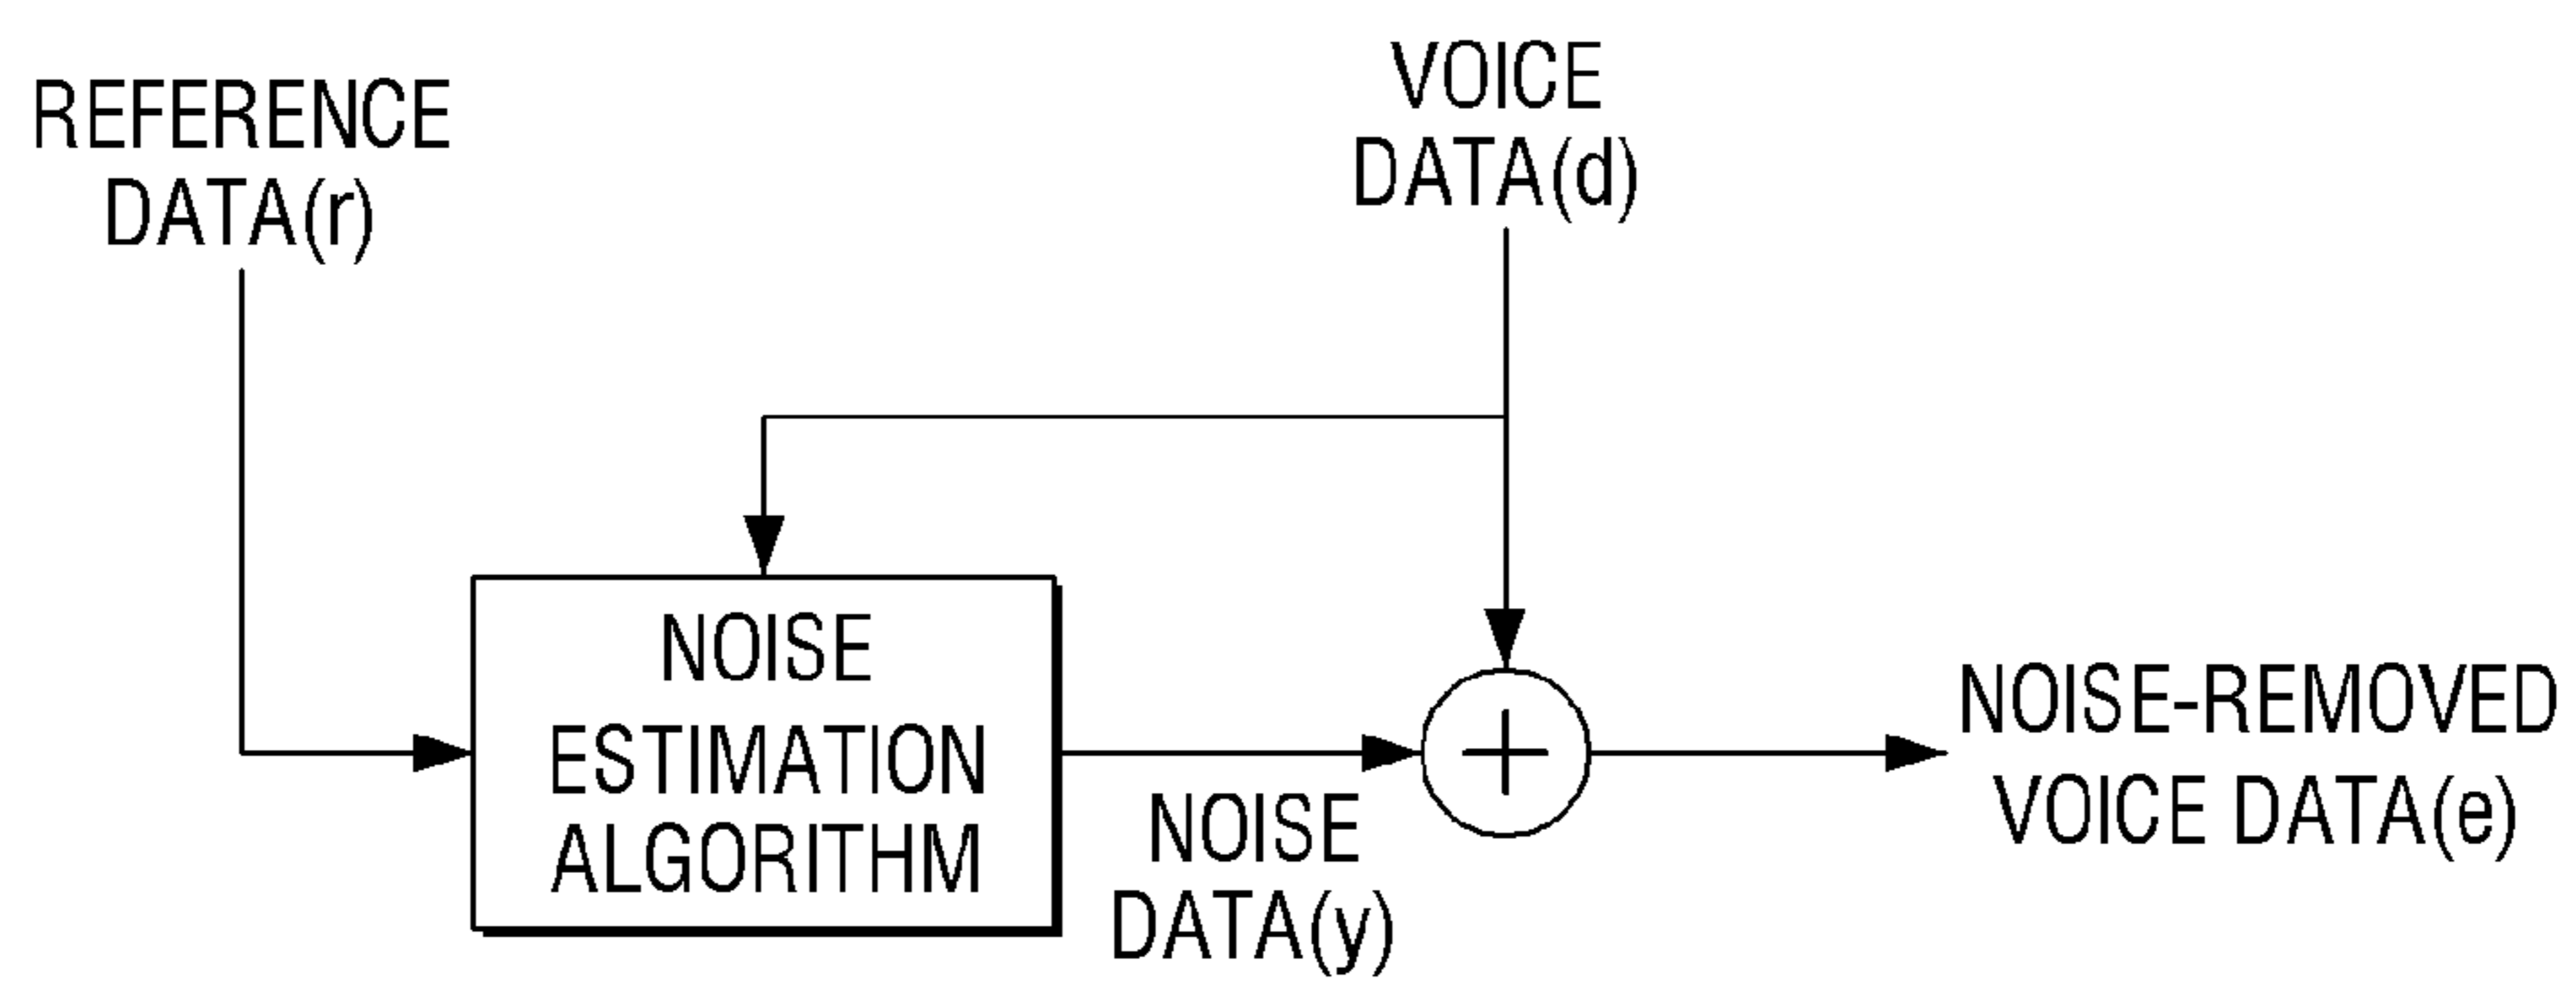 REFERENCE
DATA(r)
VOICE
DATA(d)
NOISE
ESTIMATION
ALGORITHM
NOISE
DATA(y)
+
NOISE-REMOVED
VOICE DATA(e)